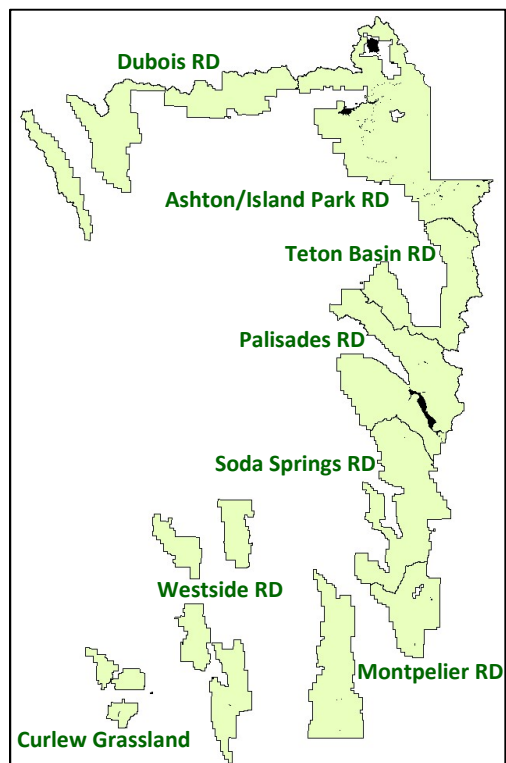 Dubois RD
Ashton/Island Park RD
Teton Basin RD
Palisades RD
Soda Springs RD
Westside RD
Montpelier RD
Curlew Grassland